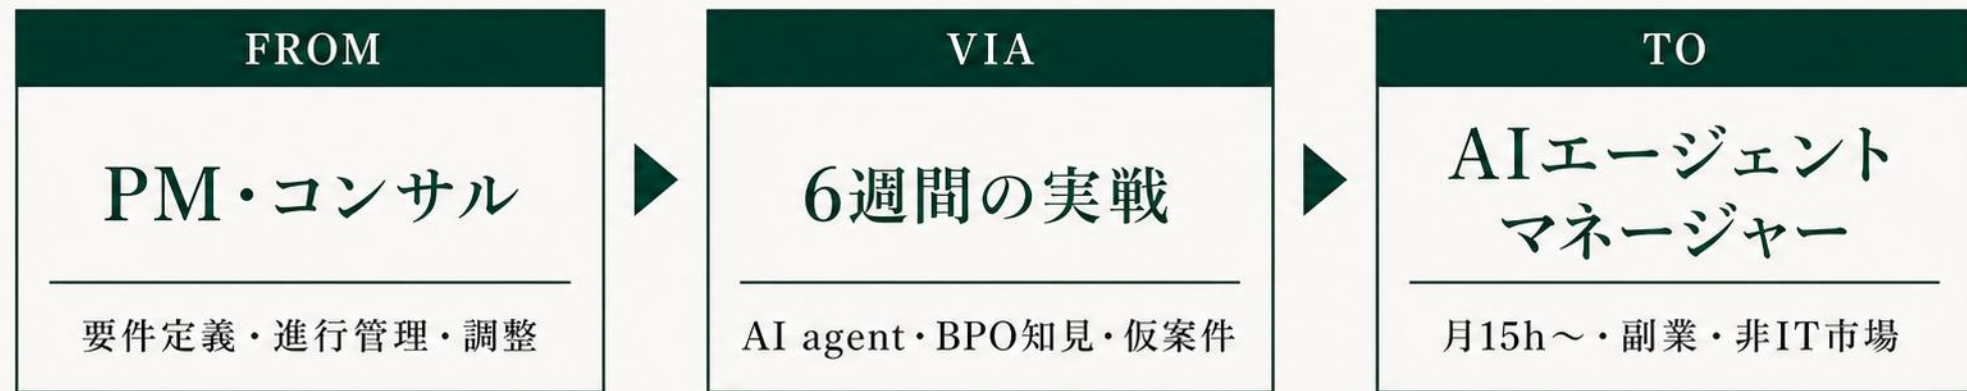 FROM
PM・コンサル
要件定義・進行管理・調整
VIA
6週間の実戦
AI agent・BPO知見・仮案件
TO
AIエージェント
マネージャー
月15h〜・副業・非IT市場